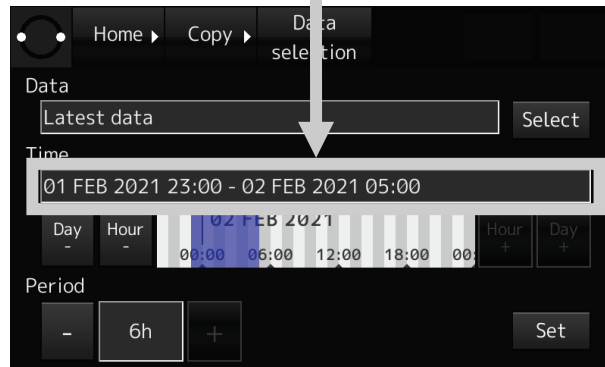 Home
Copy
Data
selection
Data
Latest data
Select
Time
01 FEB 2021 23:00 - 02 FEB 2021 05:00
Day
-
Hour
-
02 FEB 2021
00:00 06:00 12:00 18:00 00:
Hour
+
Day
+
Period
-
6h
+
Set